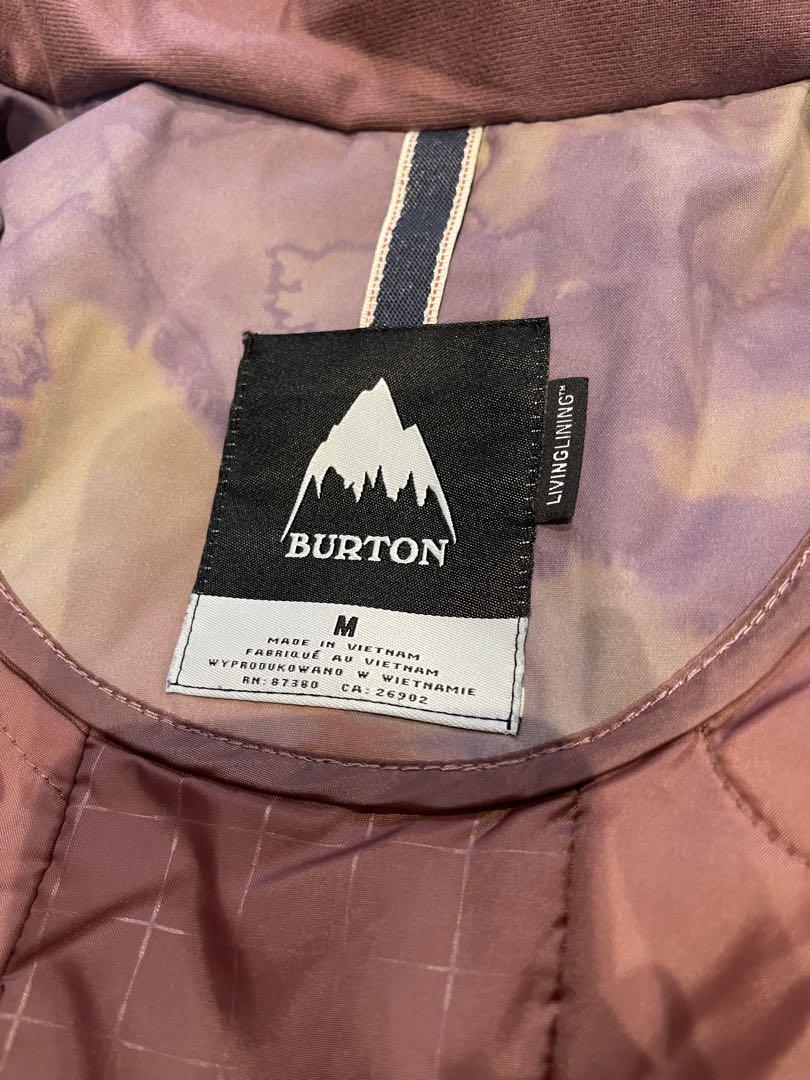 BURTON
M
MADE IN VIETNAM
FABRIQUÉ AU VIETNAM
WYPRODUKOWANO W WIETNAMIE
RN: 87380 CA: 26902
LIVINGLINING™